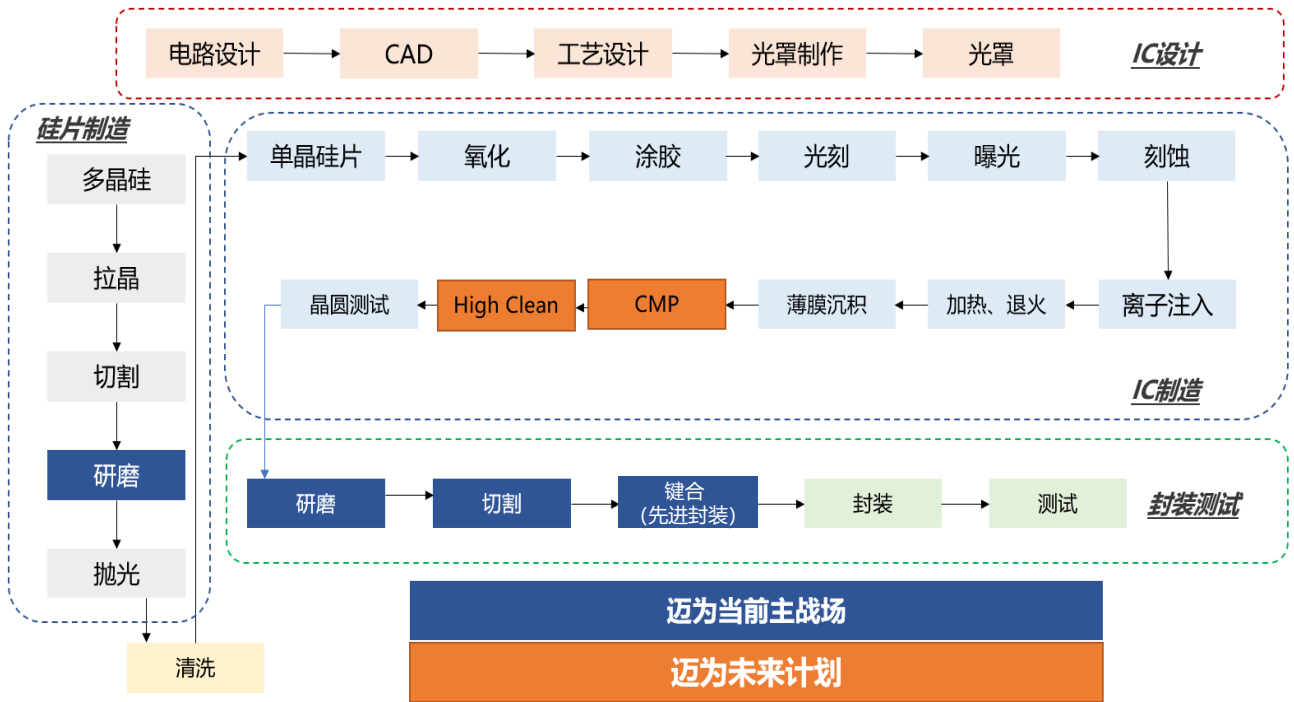 电路设计
CAD
工艺设计
光罩制作
光罩
IC设计
硅片制造
多晶硅
拉晶
切割
研磨
抛光
清洗
单晶硅片
氧化
涂胶
光刻
曝光
刻蚀
晶圆测试
High Clean
CMP
薄膜沉积
加热、退火
离子注入
IC制造
研磨
切割
键合
（先进封装）
封装
测试
封装测试
迈为当前主战场
迈为未来计划